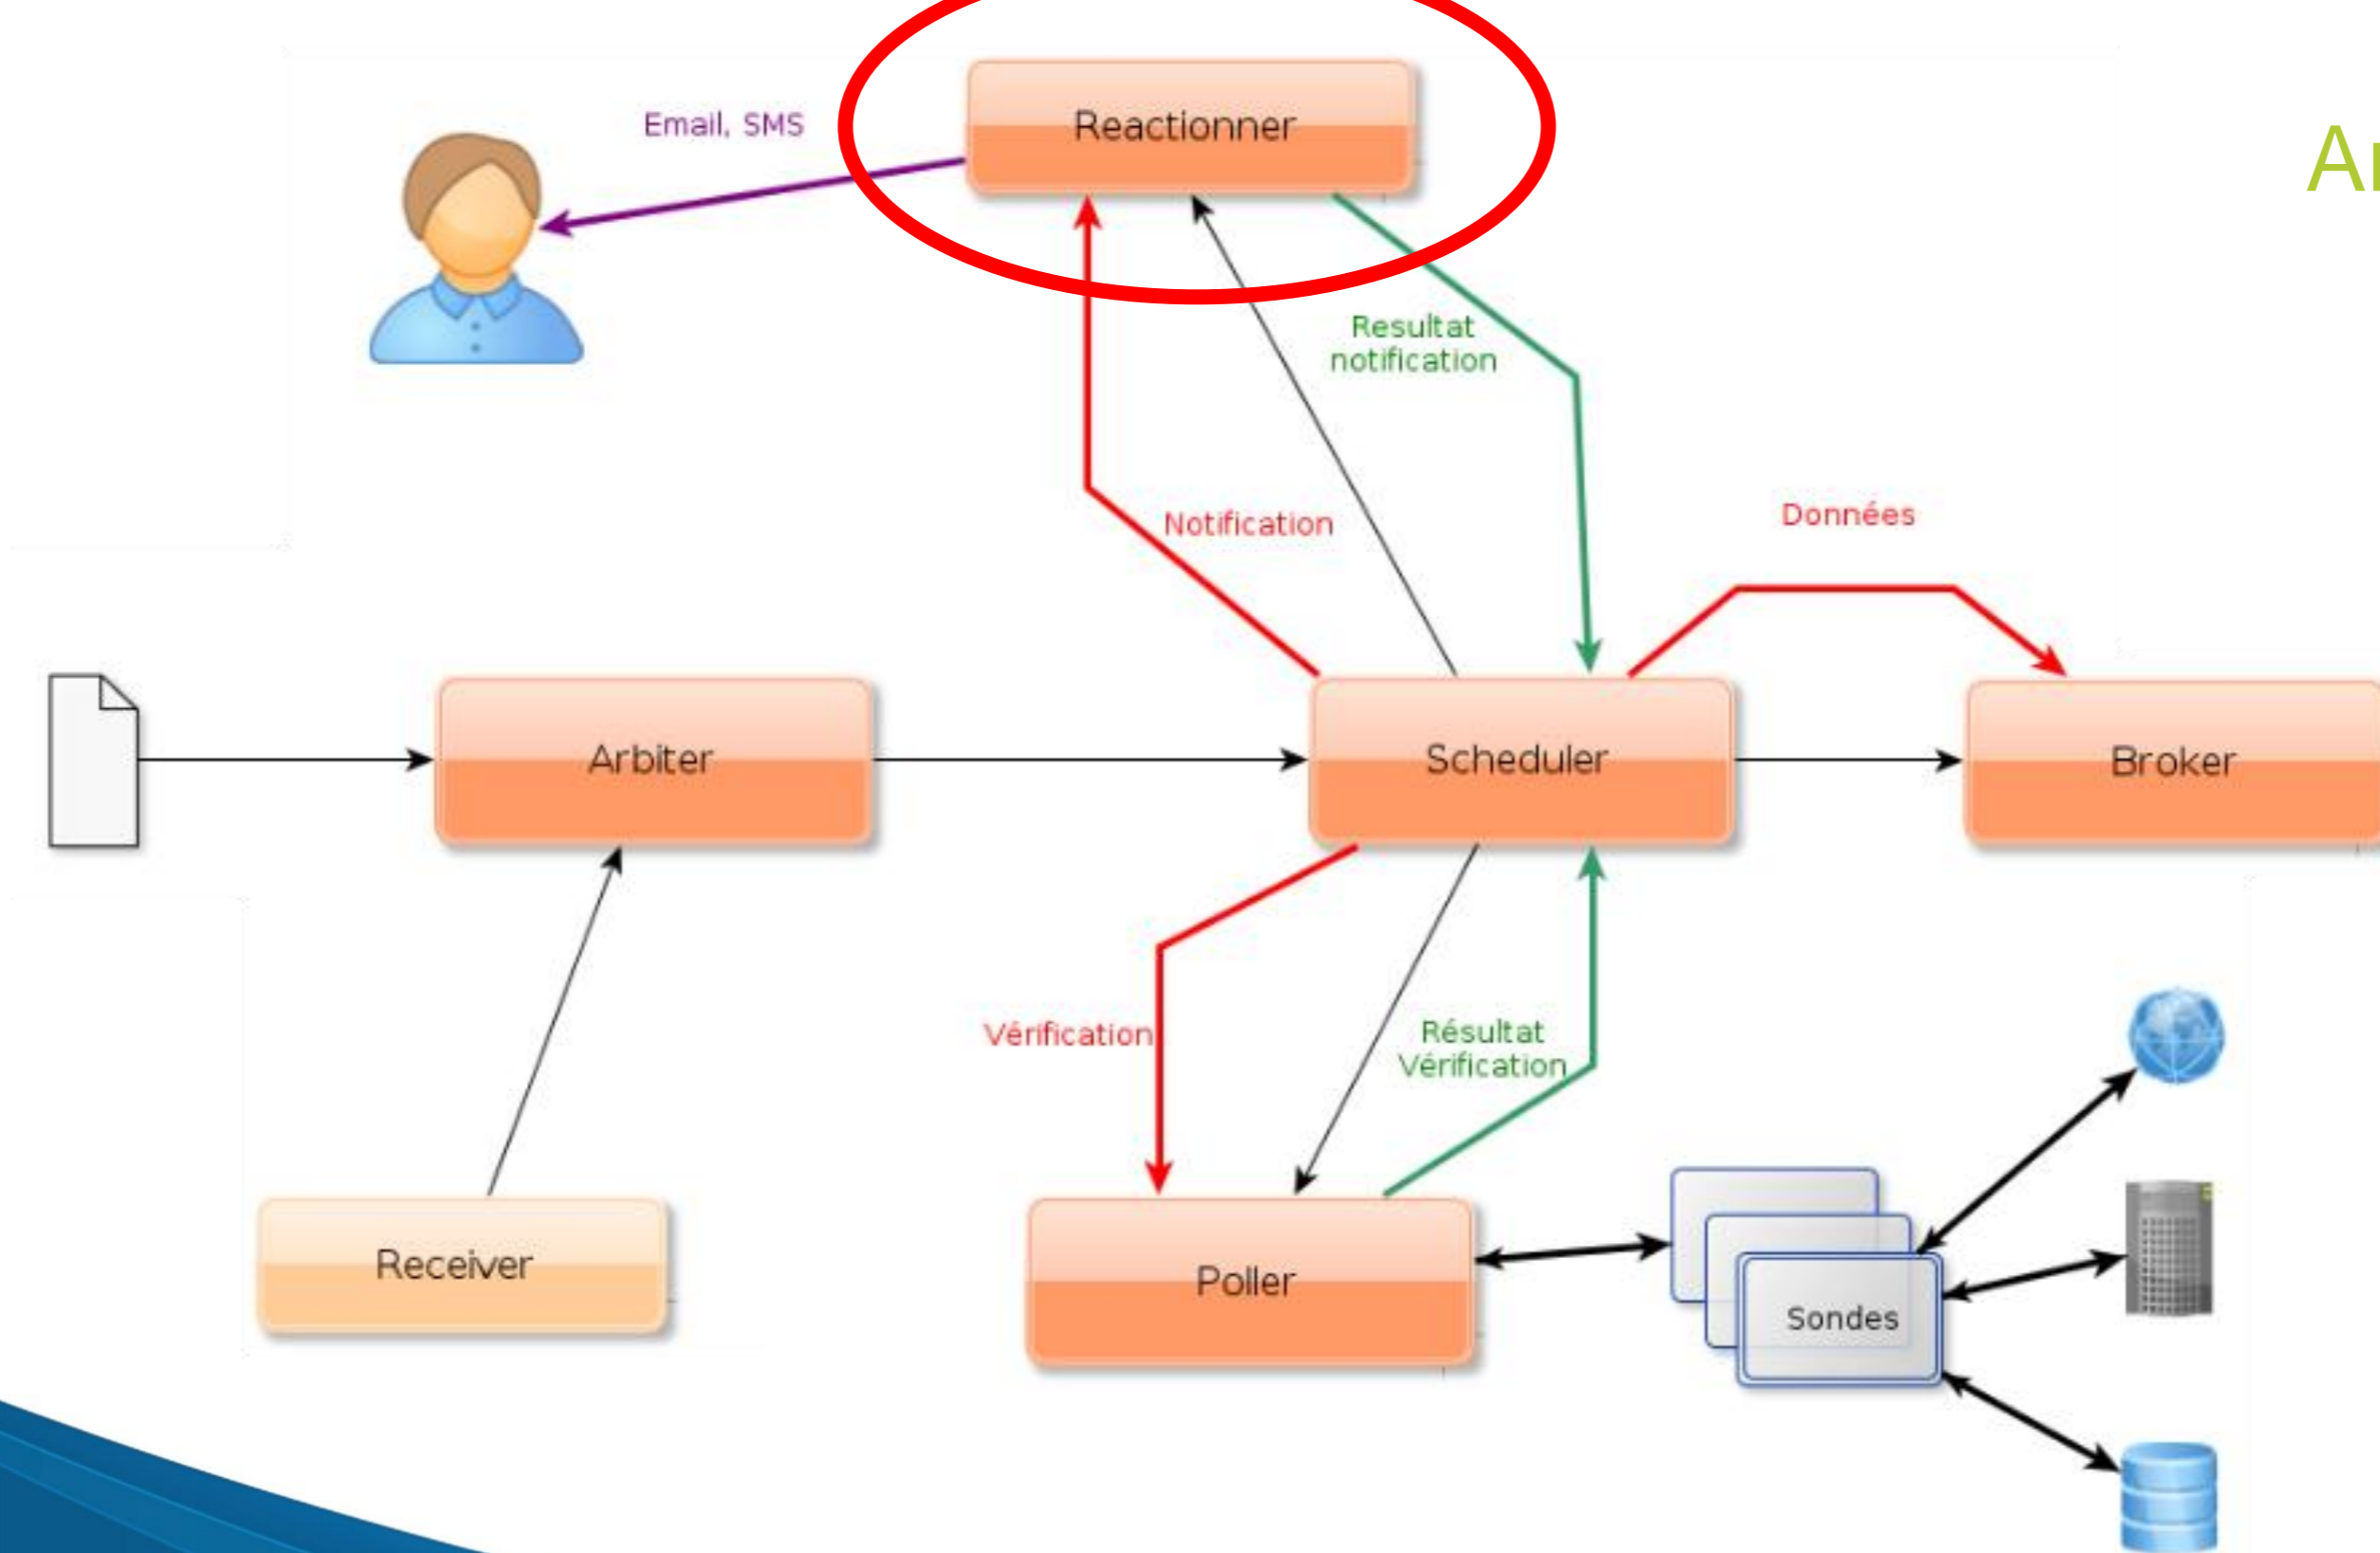 Email, SMS
Reactionner
Resultat
notification
Notification
Données
Arbiter
Scheduler
Broker
Vérification
Résultat
Vérification
Receiver
Poller
Sondes